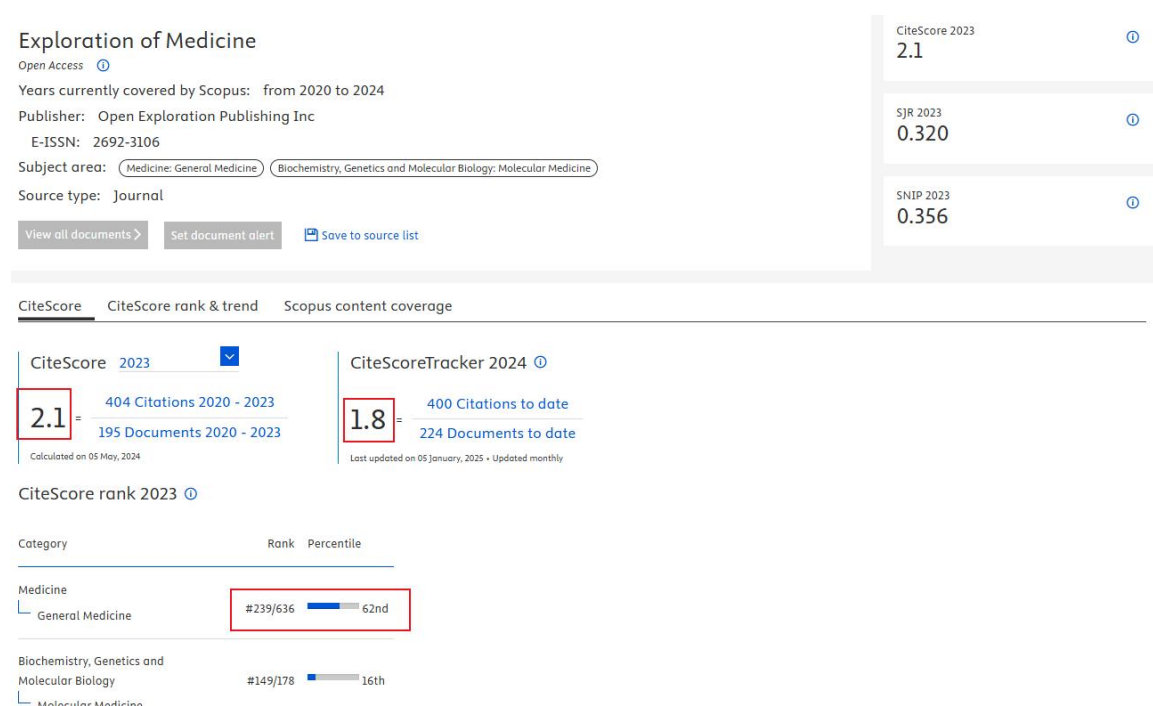 Exploration of Medicine
Open Access
Years currently covered by Scopus: from 2020 to 2024
Publisher: Open Exploration Publishing Inc
E-ISSN: 2692-3106
Subject area: Medicine: General Medicine Biochemistry, Genetics and Molecular Biology: Molecular Medicine
Source type: Journal
View all documents > Set document alert Save to source list
CiteScore 2023
2.1
SJR 2023
0.320
SNIP 2023
0.356
CiteScore CiteScore rank & trend Scopus content coverage
CiteScore 2023
2.1 = 404 Citations 2020 - 2023
195 Documents 2020 - 2023
Calculated on 05 May, 2024
CiteScoreTracker 2024
1.8 = 400 Citations to date
224 Documents to date
Last updated on 05 January, 2025 • Updated monthly
CiteScore rank 2023
Category Rank Percentile
Medicine
General Medicine #239/636 62nd
Biochemistry, Genetics and
Molecular Biology #149/178 16th
Molecular Medicine